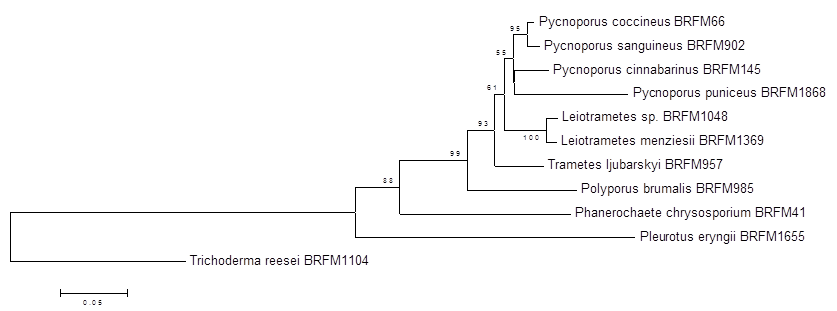 95
Pycnoporus coccineus BRFM66
55
Pycnoporus sanguineus BRFM902
Pycnoporus cinnabarinus BRFM145
61
Pycnoporus puniceus BRFM1868
Leiotrametes sp. BRFM1048
93
100
Leiotrametes menziesii BRFM1369
99
Trametes ljubarskyi BRFM957
88
Polyporus brumalis BRFM985
Phanerochaete chrysosporium BRFM41
Pleurotus eryngii BRFM1655
Trichoderma reesei BRFM1104
0.05